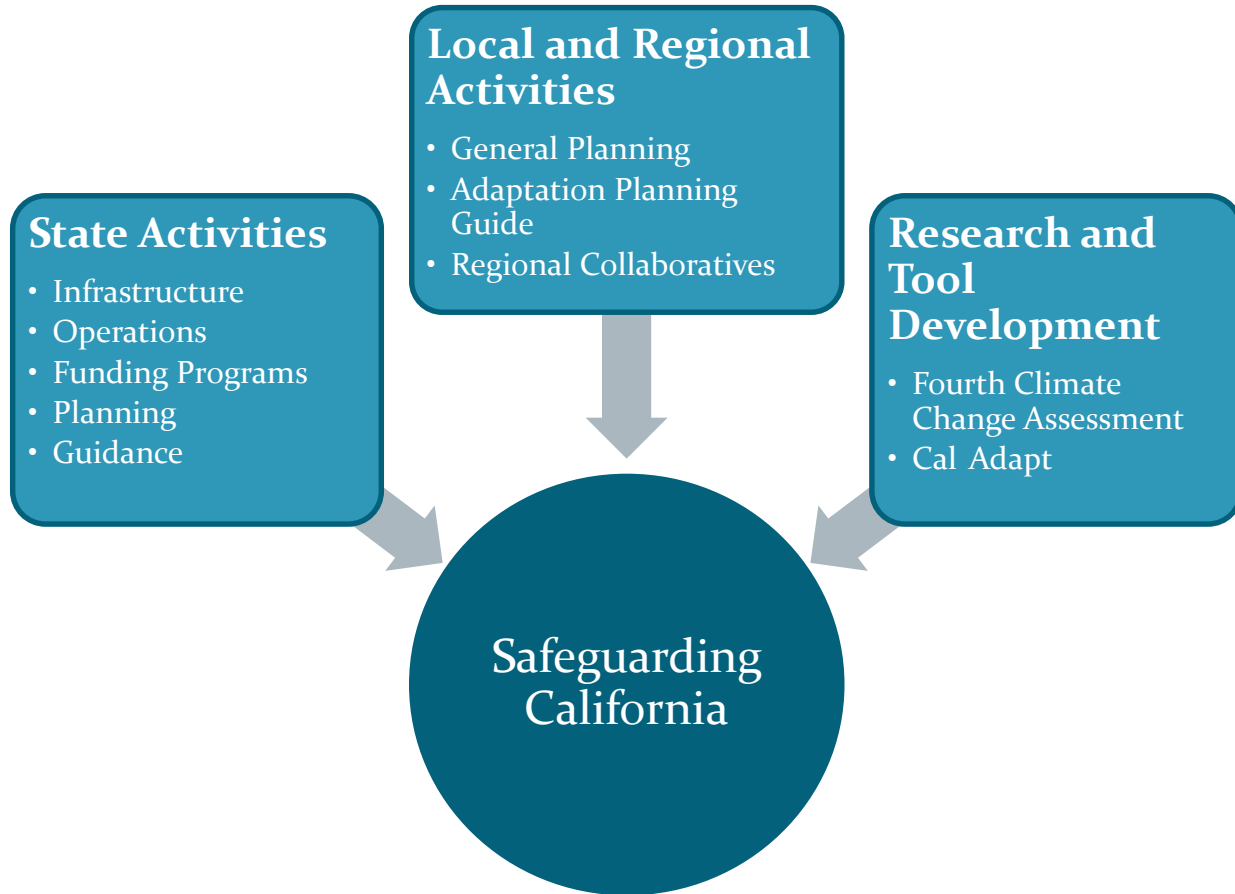 State Activities
• Infrastructure
• Operations
• Funding Programs
• Planning
• Guidance
Local and Regional
Activities
• General Planning
• Adaptation Planning
Guide
• Regional Collaboratives
Research and
Tool
Development
• Fourth Climate
Change Assessment
• Cal Adapt
Safeguarding
California